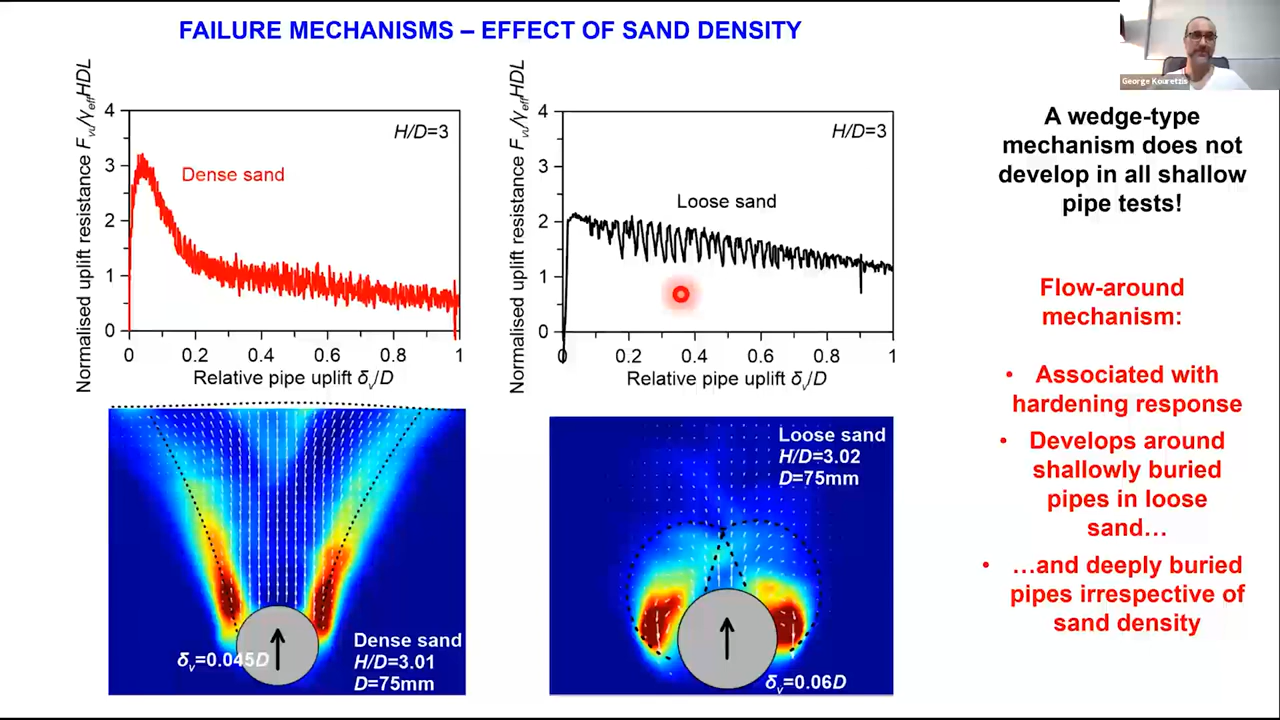 FAILURE MECHANISMS – EFFECT OF SAND DENSITY
George Kouretzis
Normalised uplift resistance Fvu/γeffHDL
4
3
2
1
0
H/D=3
Dense sand
0
0.2
0.4
0.6
0.8
1
Relative pipe uplift δv/D
Normalised uplift resistance Fvu/γeffHDL
4
3
2
1
0
H/D=3
Loose sand
0
0.2
0.4
0.6
0.8
1
Relative pipe uplift δv/D
δv=0.045D
Dense sand
H/D=3.01
D=75mm
Loose sand
H/D=3.02
D=75mm
δv=0.06D
A wedge-type
mechanism does not
develop in all shallow
pipe tests!
Flow-around
mechanism:
• Associated with
hardening response
• Develops around
shallowly buried
pipes in loose
sand…
• …and deeply buried
pipes irrespective of
sand density